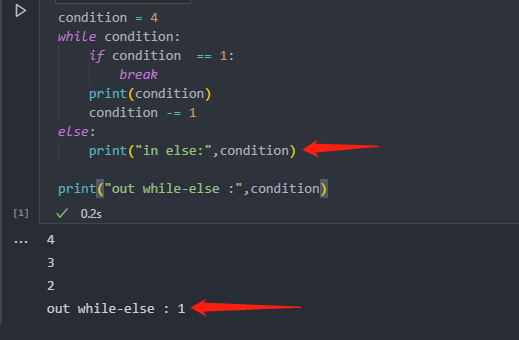 condition = 4
while condition:
    if condition  == 1:
        break
    print(condition)
    condition -= 1
else:
    print("in else:",condition)
print("out while-else :",condition)
[1]
0.2s
...
4
3
2
out while-else : 1